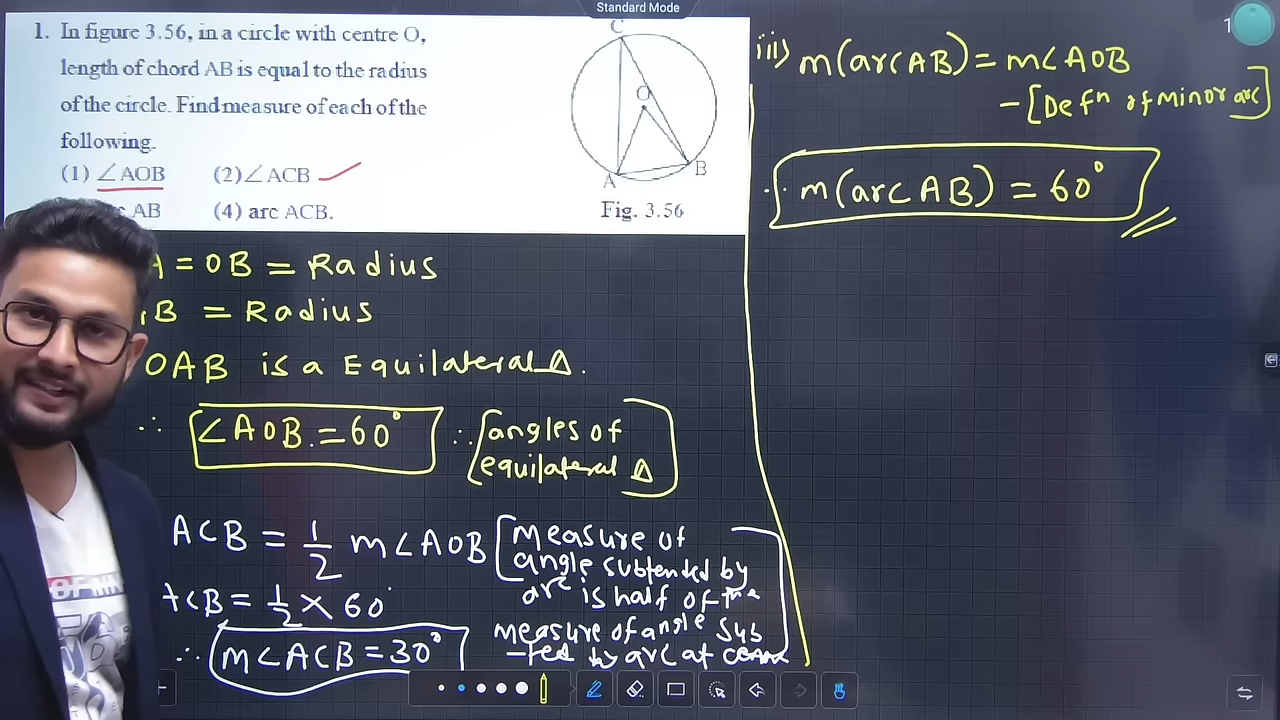 Standard Mode
1. In figure 3.56, in a circle with centre O,
length of chord AB is equal to the radius
of the circle. Find measure of each of the
following.
(1) ∠AOB (2) ∠ACB
AB (4) arc ACB.
C
O
A
B
Fig. 3.56
A = OB = Radius
B = Radius
OAB is a Equilateral Δ.
∴ ∠AOB = 60° ∴ [angles of
equilateral Δ]
ACB = 1/2 m∠AOB [Measure of
angle subtended by
arc is half of the
measure of angle sub
-ted by arc at
ACB = 1/2 × 60°
∴ m∠ACB = 30°
iii) m(arc AB) = m∠AOB
- [Defn of minor arc]
∴ m(arc AB) = 60°
1